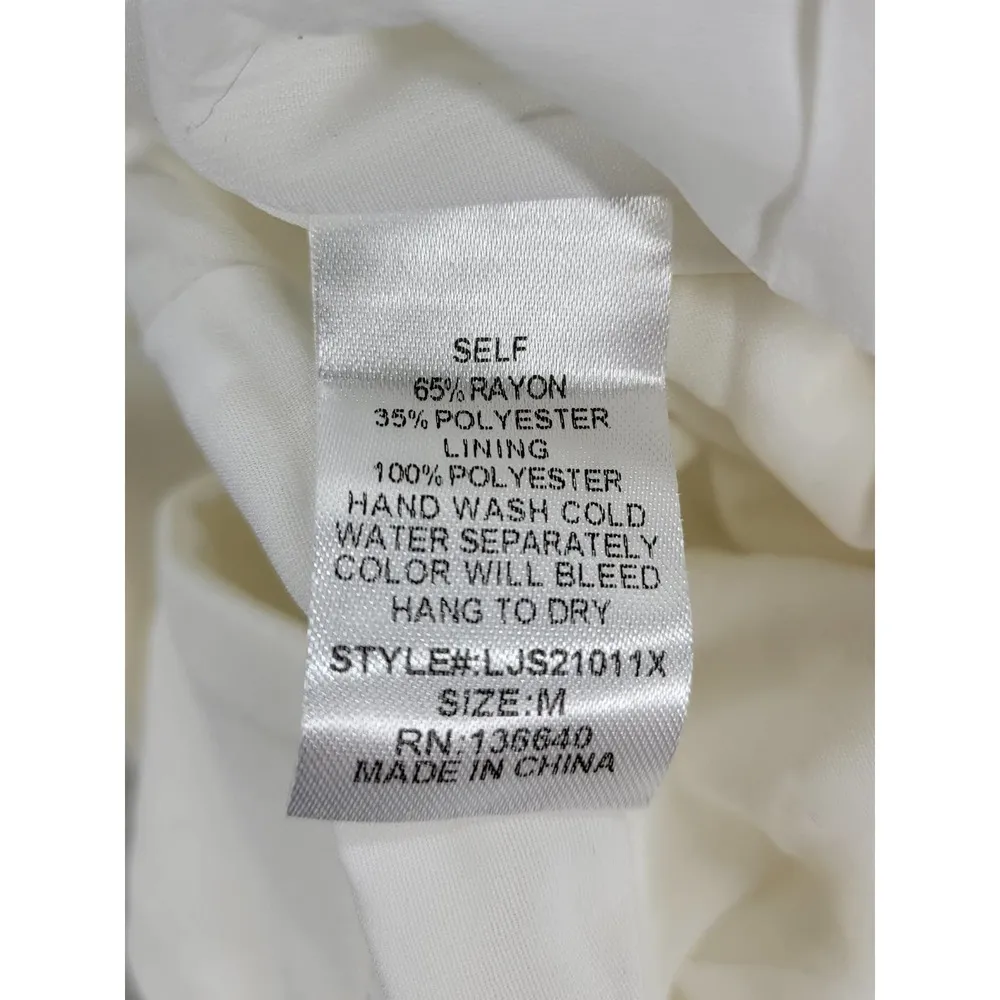 SELF
65% RAYON
35% POLYESTER
LINING
100% POLYESTER
HAND WASH COLD
WATER SEPARATELY
COLOR WILL BLEED
HANG TO DRY
STYLE#:LJS21011X
SIZE:M
RN:136640
MADE IN CHINA